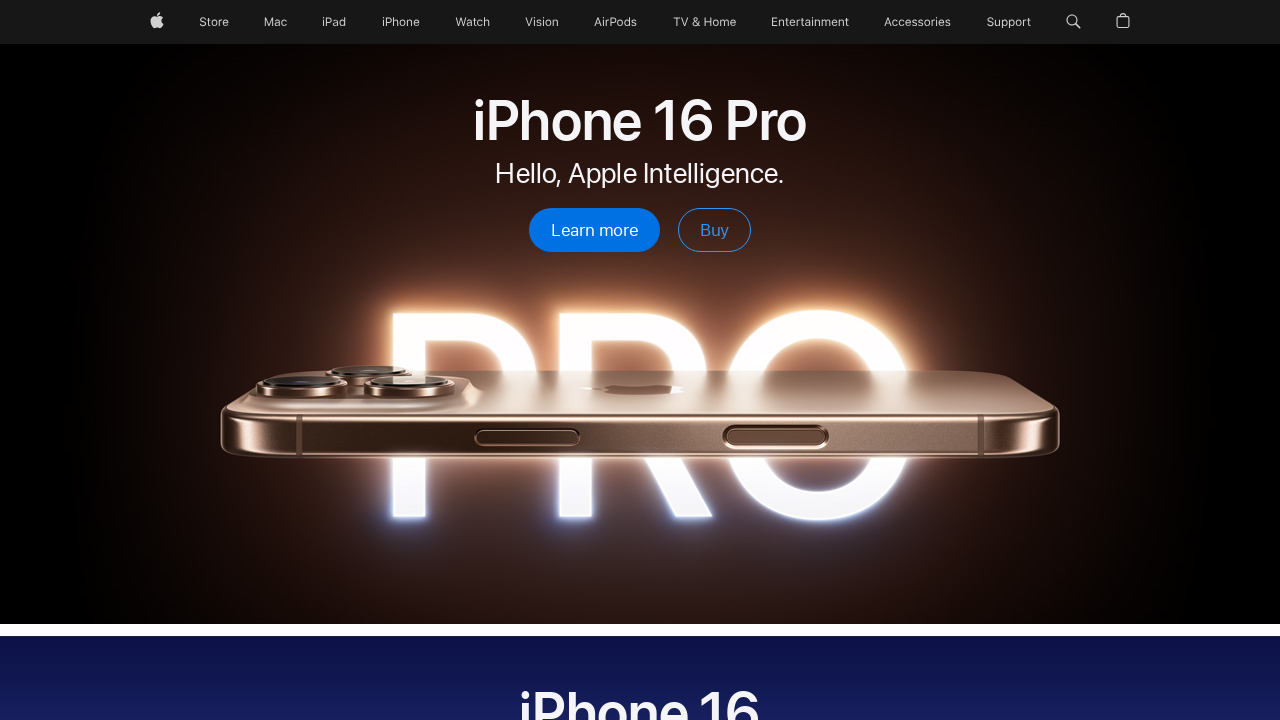 Store Mac iPad iPhone Watch Vision AirPods TV & Home Entertainment Accessories Support
iPhone 16 Pro
Hello, Apple Intelligence.
Learn more Buy
PRO
iPhone 16